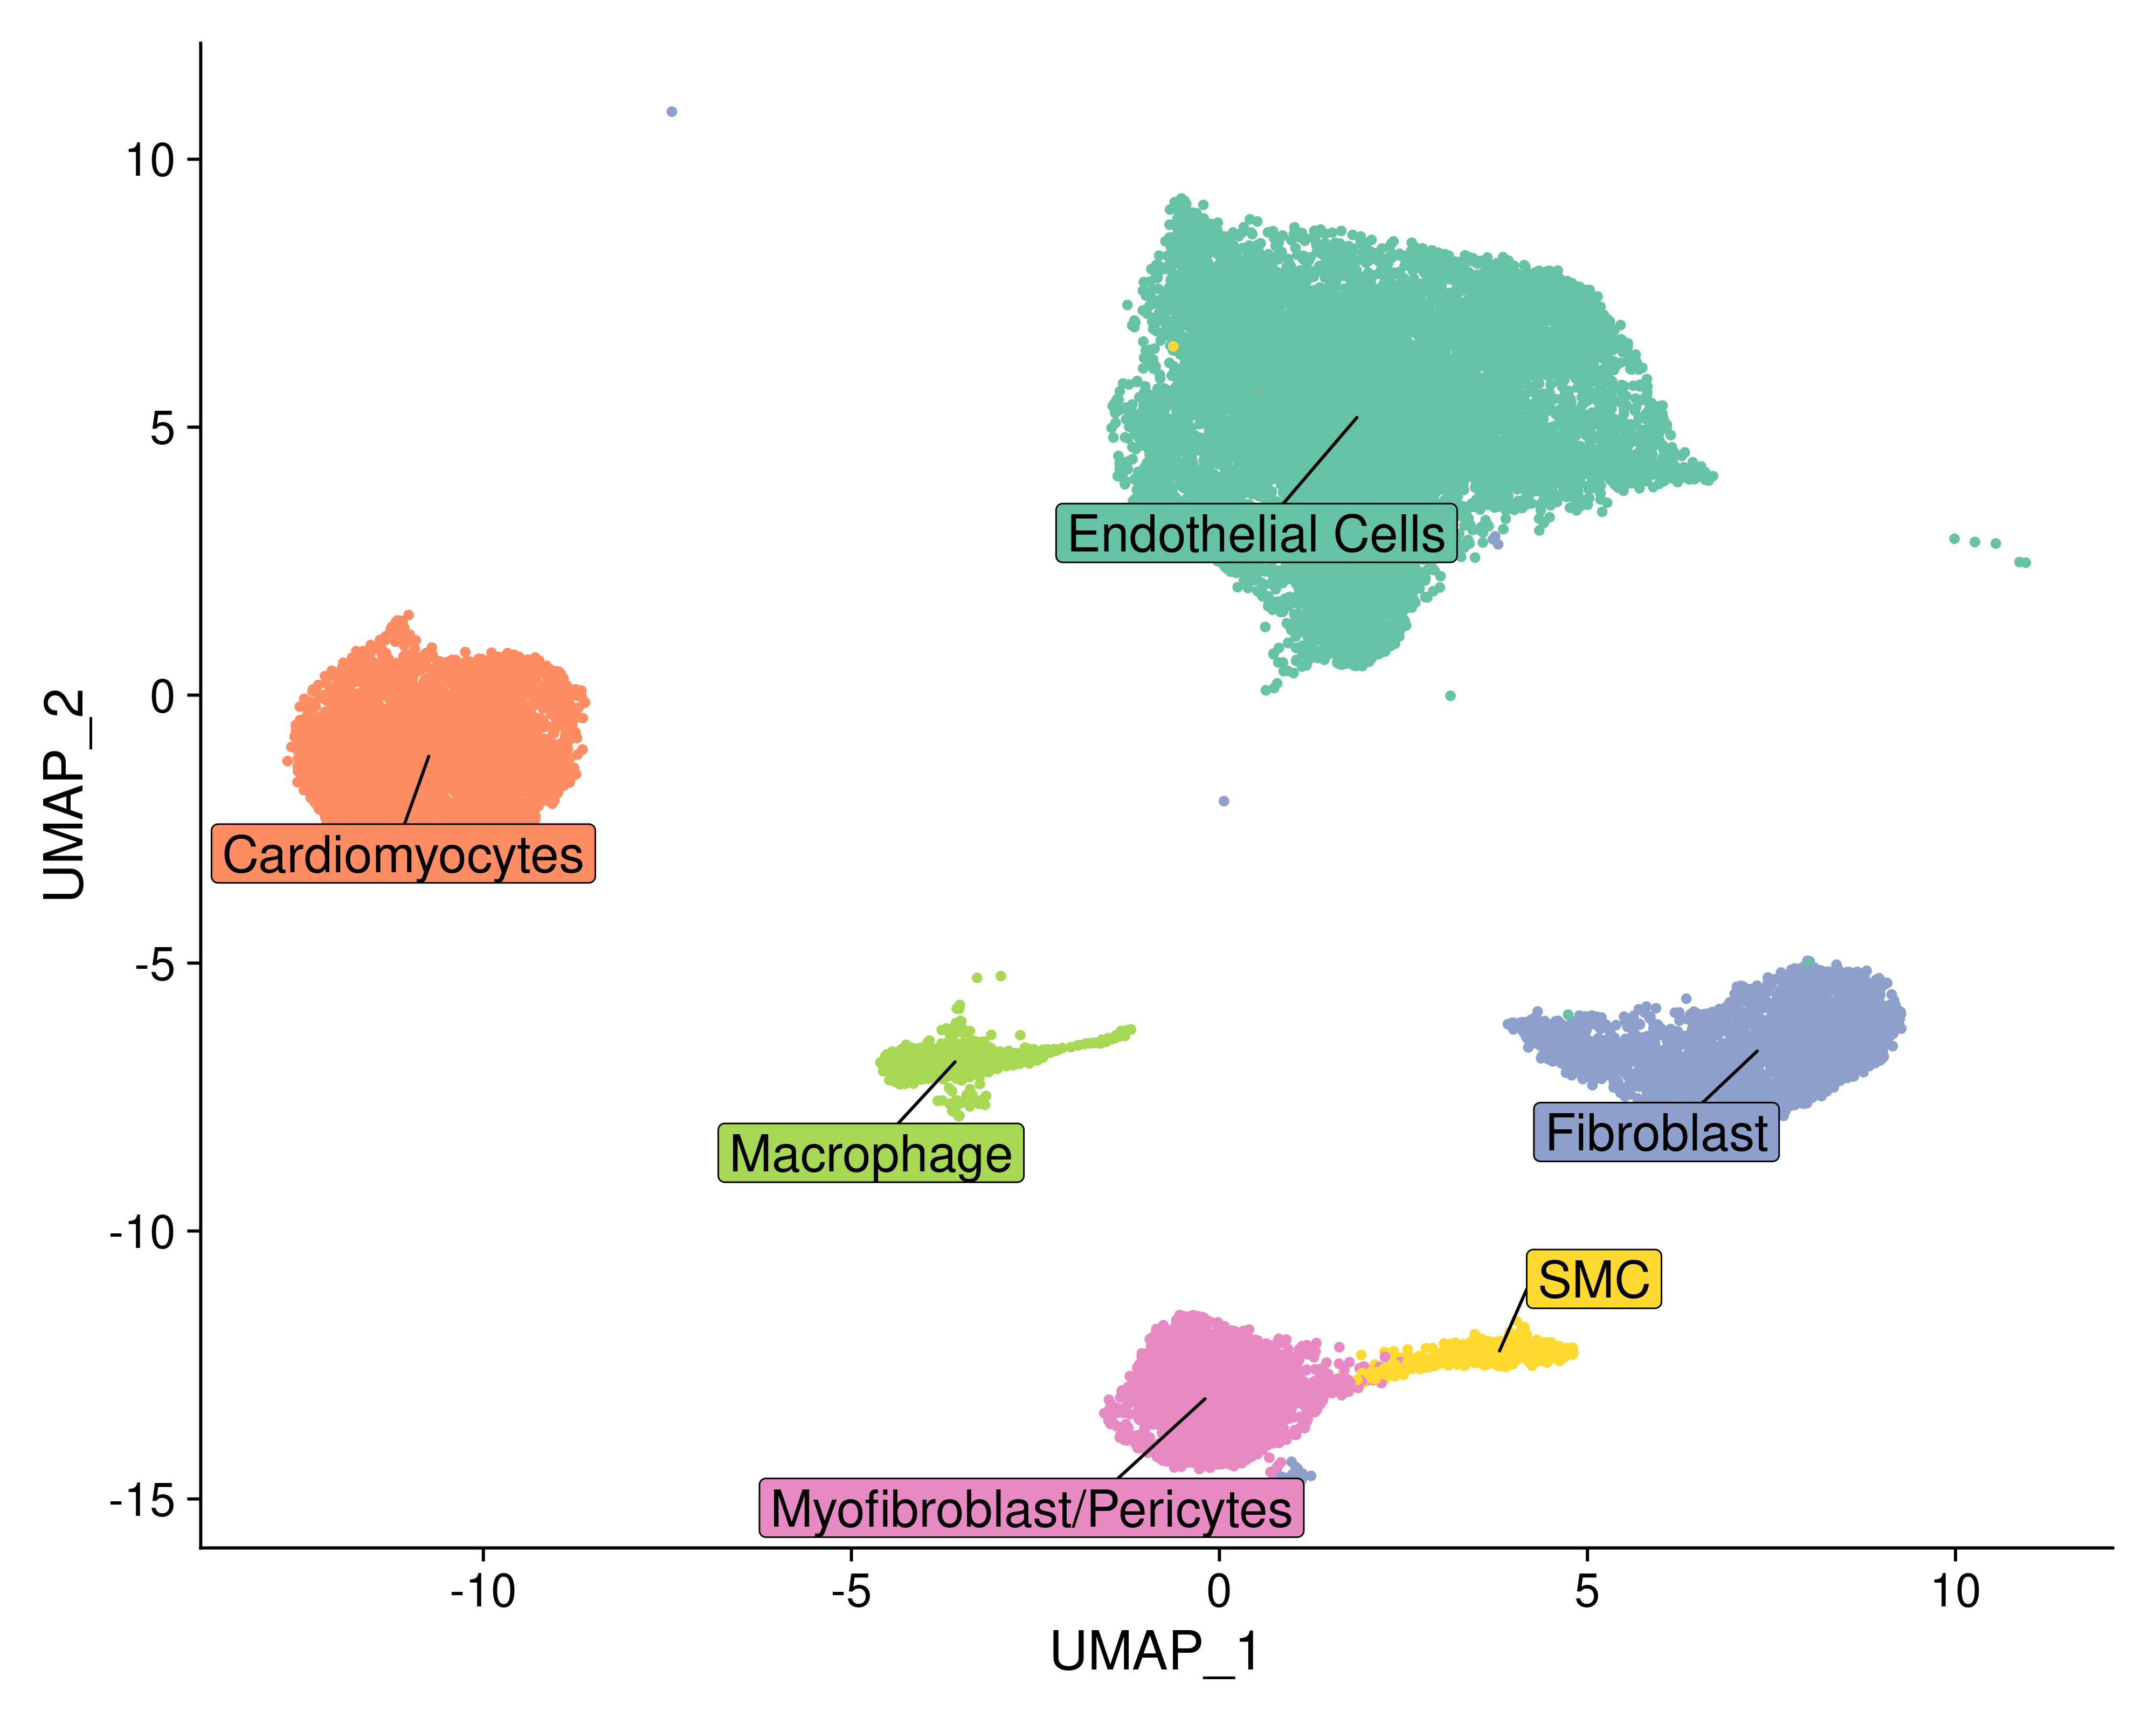 10
5
0
-5
-10
-15
UMAP_2
Endothelial Cells
Cardiomyocytes
Macrophage
Fibroblast
SMC
Myofibroblast/Pericytes
-10
-5
0
5
10
UMAP_1